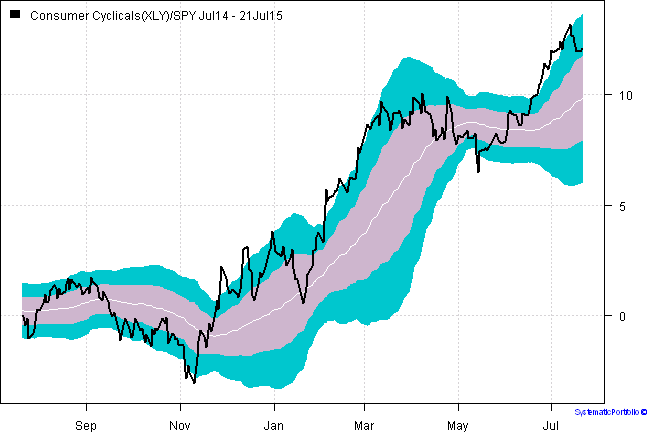 Consumer Cyclicals(XLY)/SPY Jul14 - 21Jul15
10
5
0
Sep Nov Jan Mar May Jul
SystematicPortfolio ©